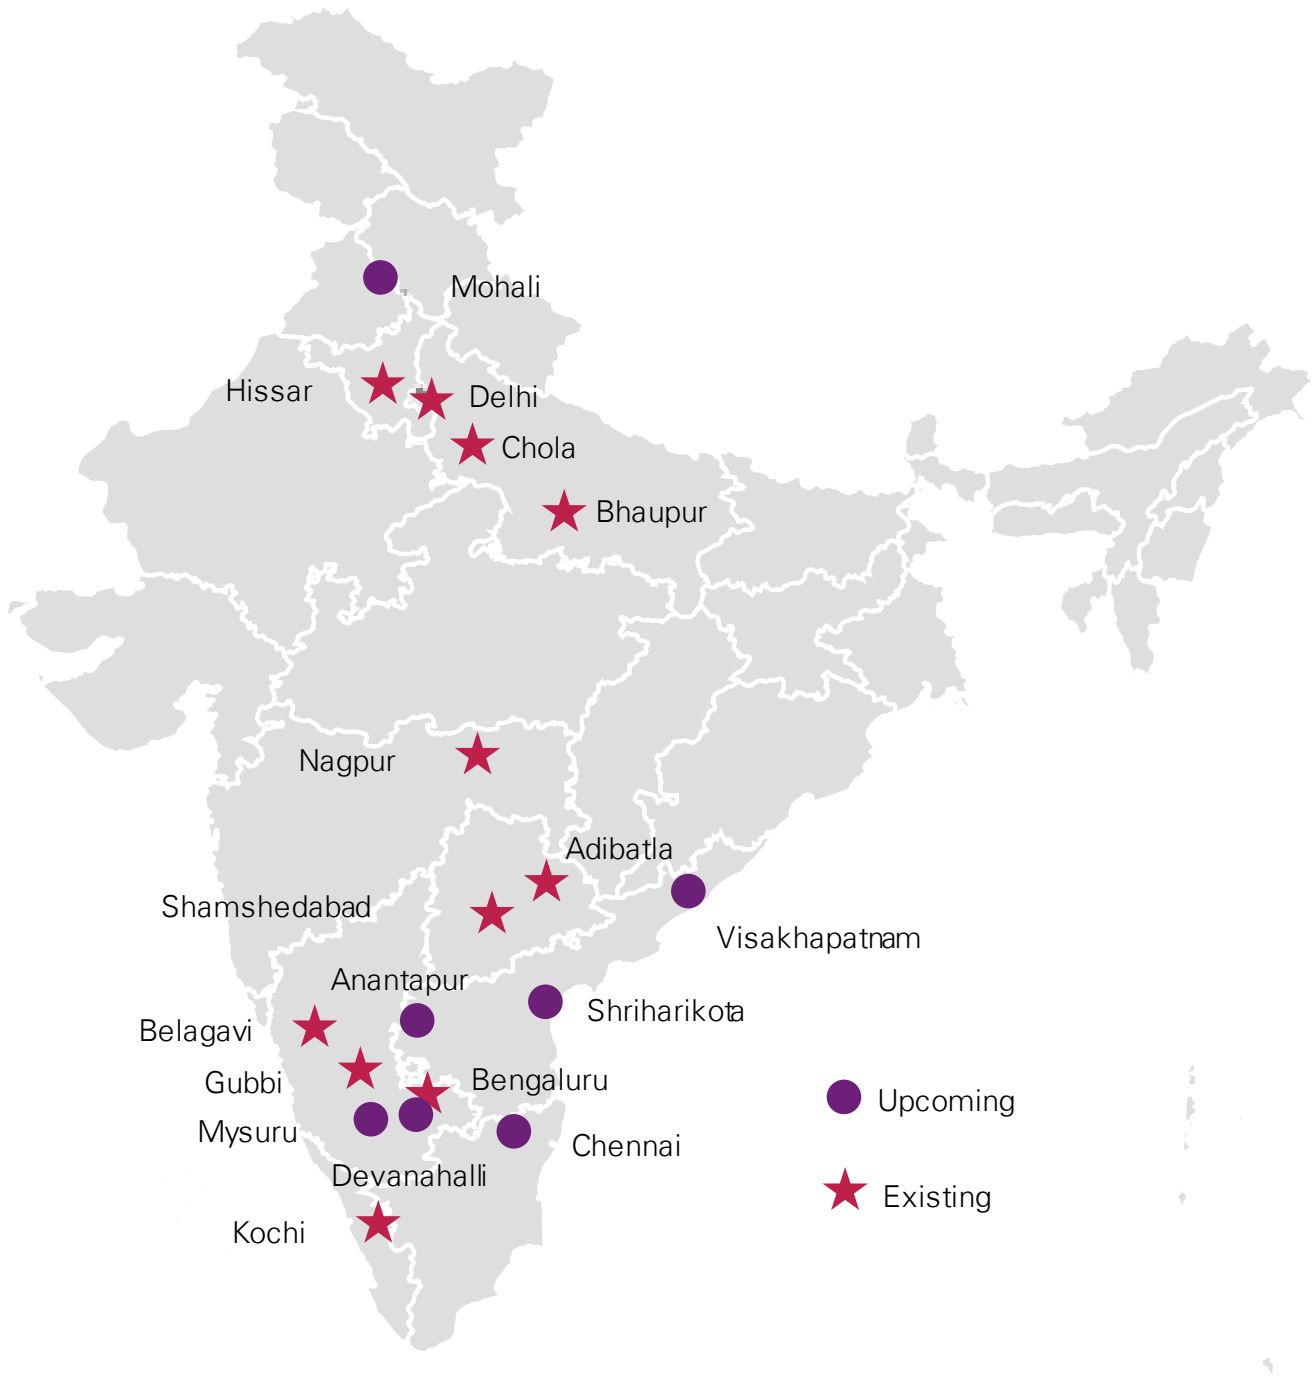 Mohali
Hissar
Delhi
Chola
Bhaupur
Nagpur
Adibatla
Shamshedabad
Visakhapatnam
Anantapur
Shriharikota
Belagavi
Gubbi
Bengaluru
Upcoming
Mysuru
Chennai
Devanahalli
Existing
Kochi